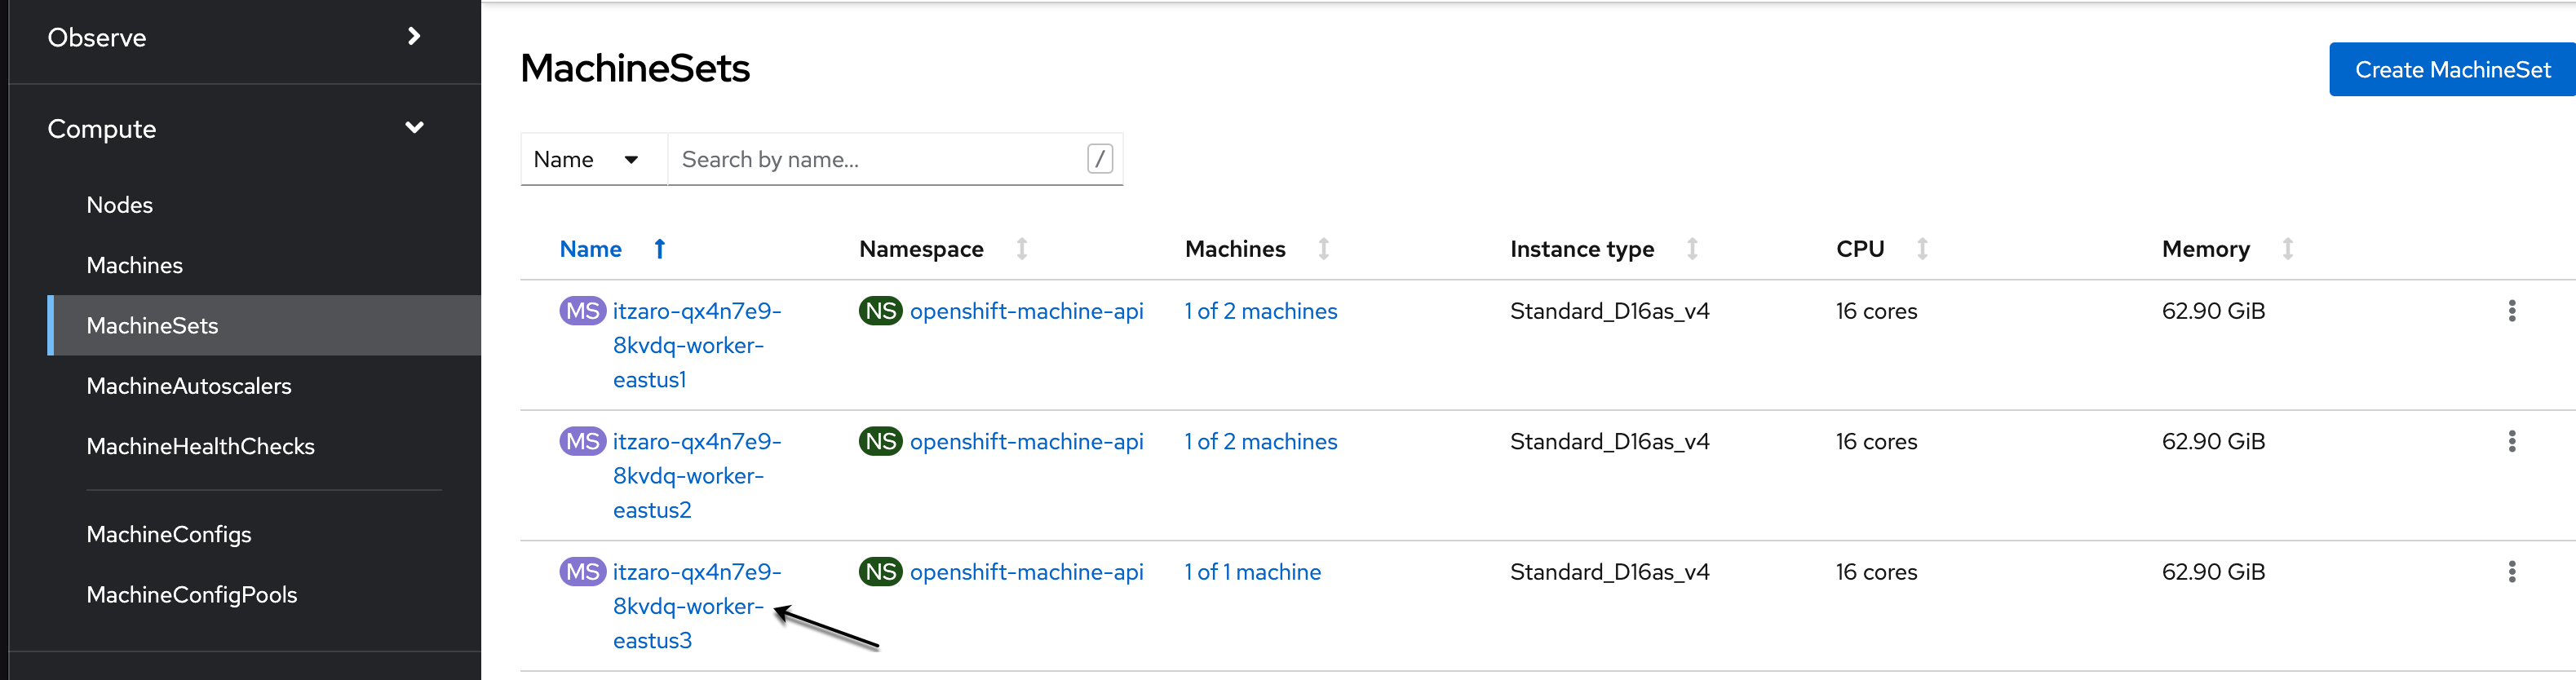 Observe
Compute
Nodes
Machines
MachineSets
MachineAutoscalers
MachineHealthChecks
MachineConfigs
MachineConfigPools
MachineSets
Create MachineSet
Name Search by name... /
Name Namespace Machines Instance type CPU Memory
MS itzaro-qx4n7e9- NS openshift-machine-api 1 of 2 machines Standard_D16as_v4 16 cores 62.90 GiB
8kvdq-worker-
eastus1
MS itzaro-qx4n7e9- NS openshift-machine-api 1 of 2 machines Standard_D16as_v4 16 cores 62.90 GiB
8kvdq-worker-
eastus2
MS itzaro-qx4n7e9- NS openshift-machine-api 1 of 1 machine Standard_D16as_v4 16 cores 62.90 GiB
8kvdq-worker-
eastus3